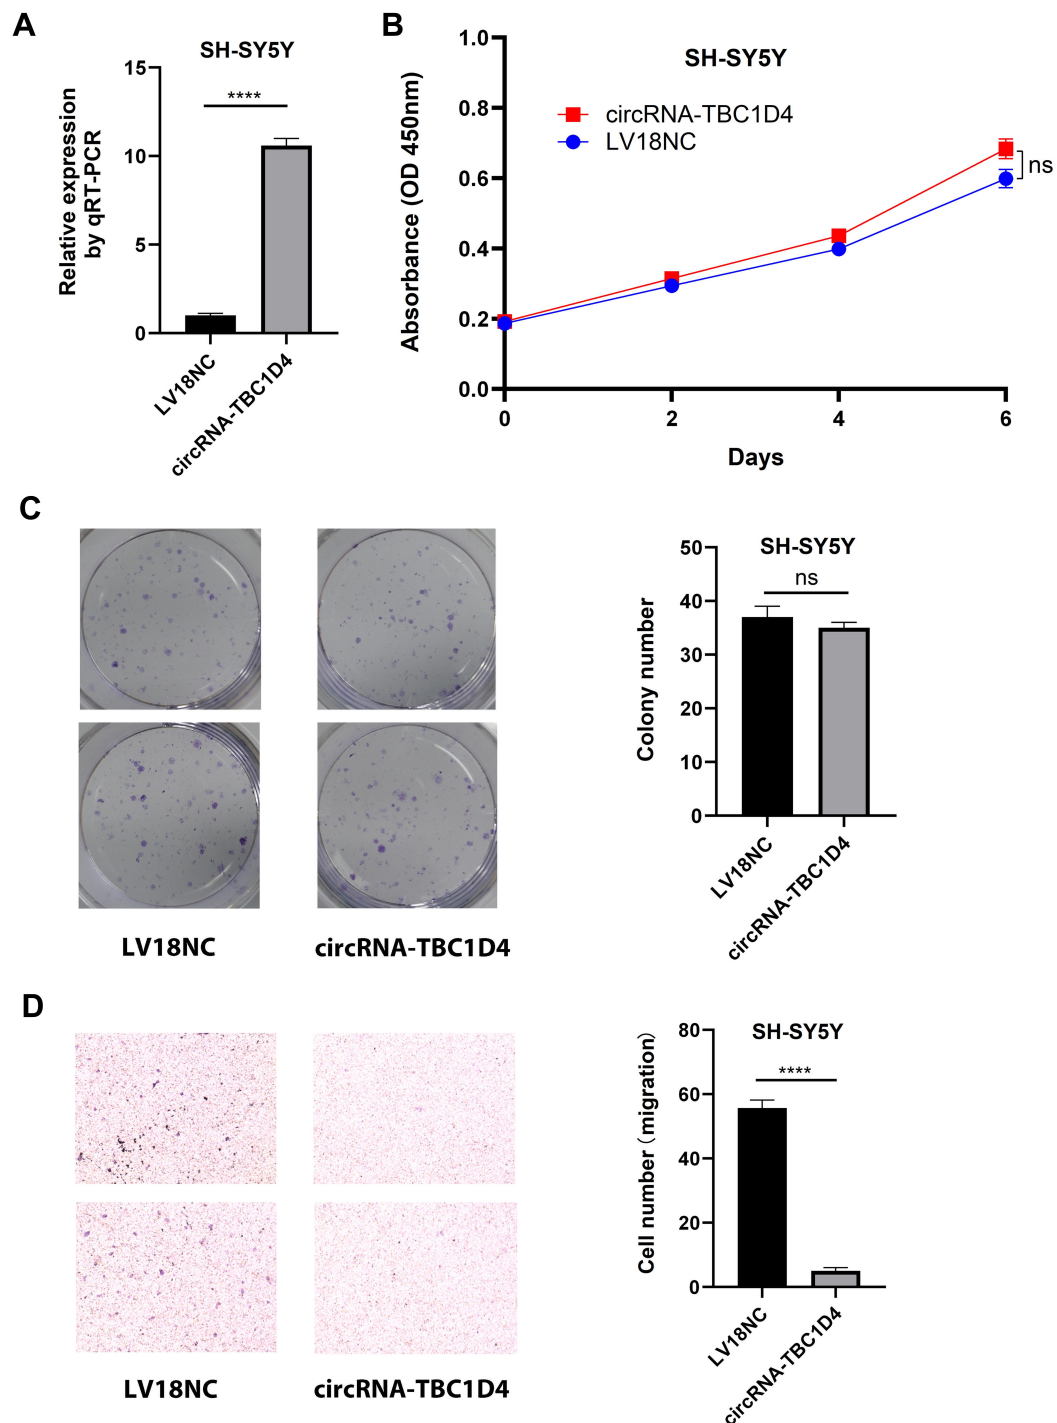 A
SH-SY5Y
15
10
5
0
****
Relative expression
by qRT-PCR
LV18NC
circRNA-TBC1D4
B
SH-SY5Y
1.0
0.8
0.6
0.4
0.2
0.0
circRNA-TBC1D4
LV18NC
ns
Absorbance (OD 450nm)
0 2 4 6
Days
C
LV18NC
circRNA-TBC1D4
SH-SY5Y
50
40
30
20
10
0
ns
Colony number
LV18NC
circRNA-TBC1D4
D
LV18NC
circRNA-TBC1D4
SH-SY5Y
80
60
40
20
0
****
Cell number（migration）
LV18NC
circRNA-TBC1D4